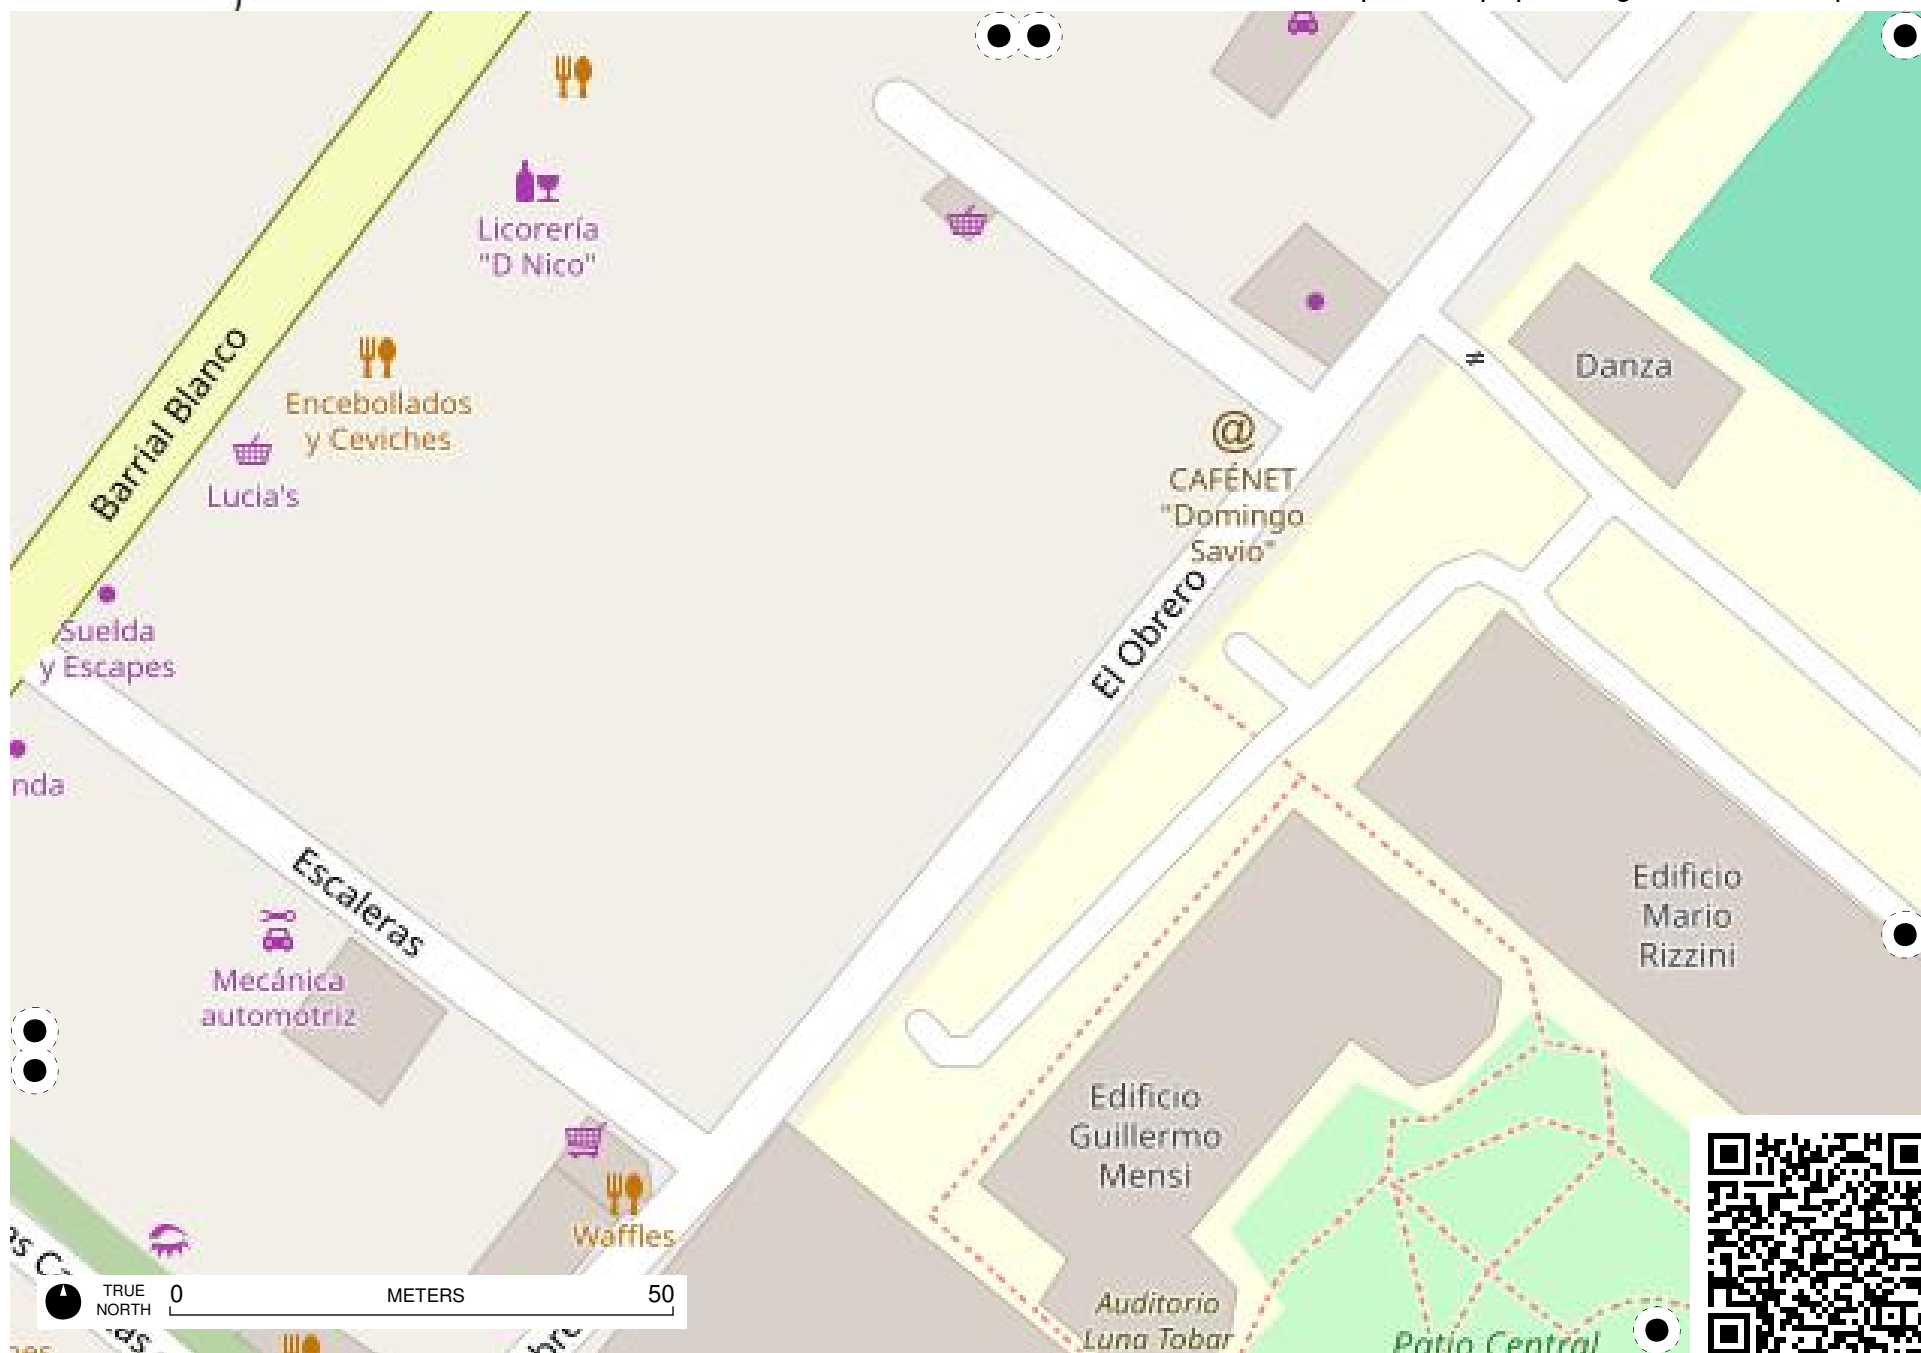 Licorería
"D Nico"
Barrial Blanco
Encebollados
y Ceviches
Danza
Lucia's
CAFÉNET
"Domingo
Savio"
El Obrero
Suelda
y Escapes
nda
Escaleras
Edificio
Mario
Rizzini
Mecánica
automotriz
Edificio
Guillermo
Mensi
Waffles
TRUE
NORTH
0 METERS 50
Auditorio
Luna Tobar
Patio Central